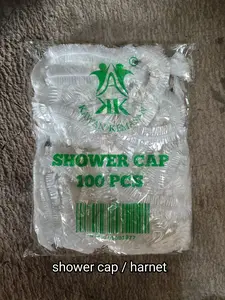 KK
SHOWER CAP
100 PCS
shower cap / harnet